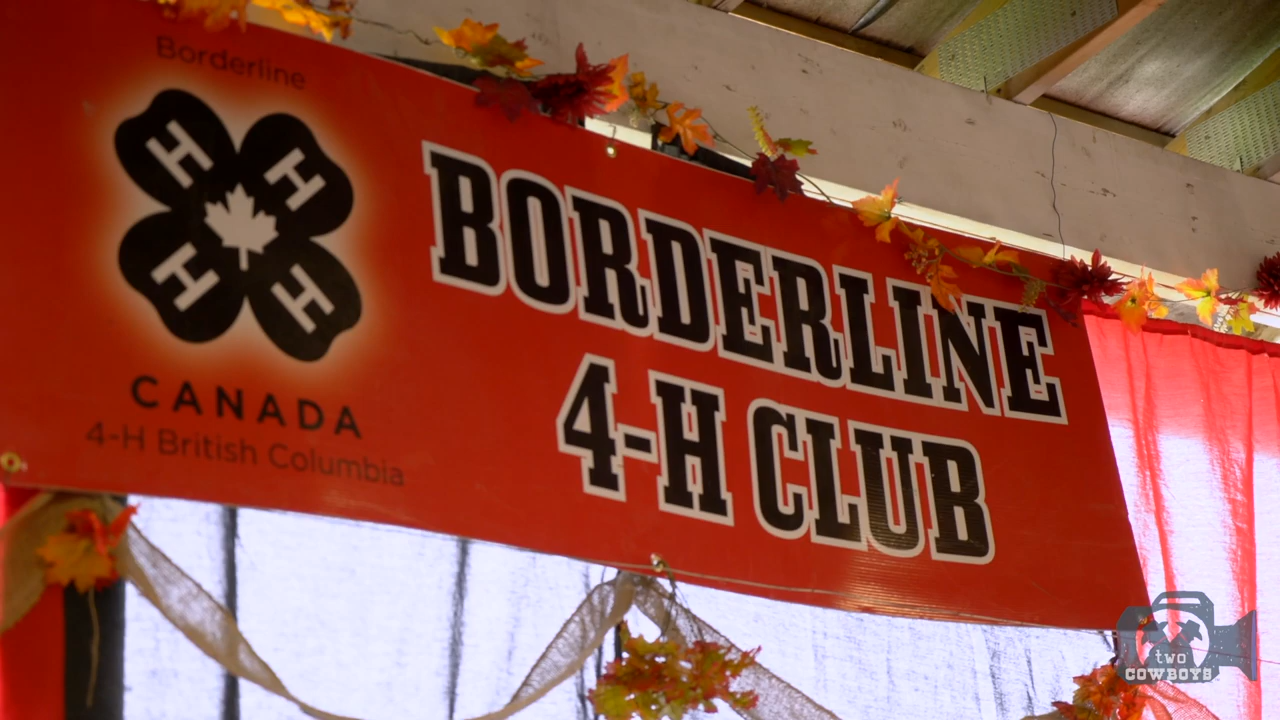 Borderline
H H
H H
CANADA
4-H British Columbia
BORDERLINE
4-H CLUB
two
COWBOYS